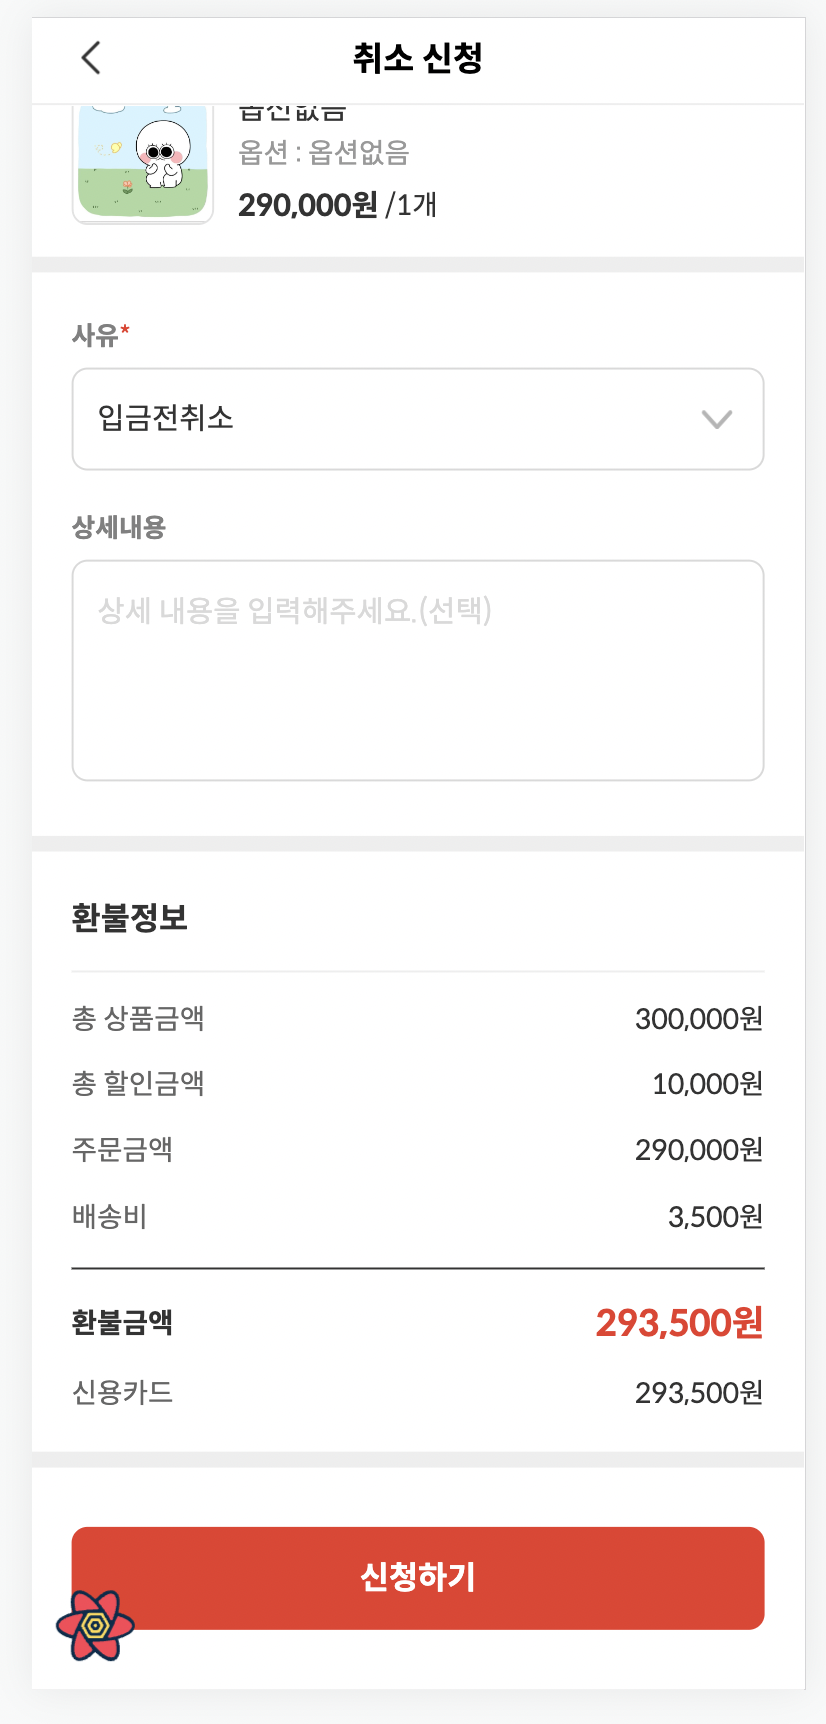 취소 신청
옵션없음
옵션 : 옵션없음
290,000원 /1개
사유*
입금전취소
상세내용
상세 내용을 입력해주세요.(선택)
환불정보
총 상품금액 300,000원
총 할인금액 10,000원
주문금액 290,000원
배송비 3,500원
환불금액 293,500원
신용카드 293,500원
신청하기